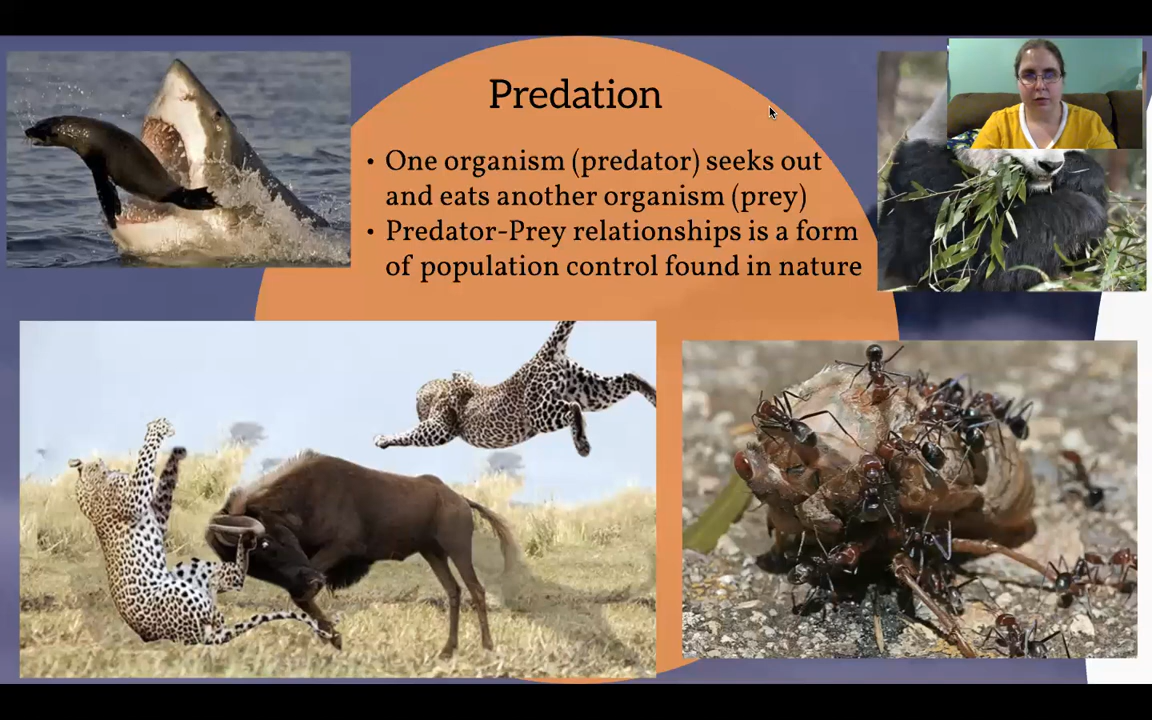 Predation
• One organism (predator) seeks out
and eats another organism (prey)
• Predator-Prey relationships is a form
of population control found in nature